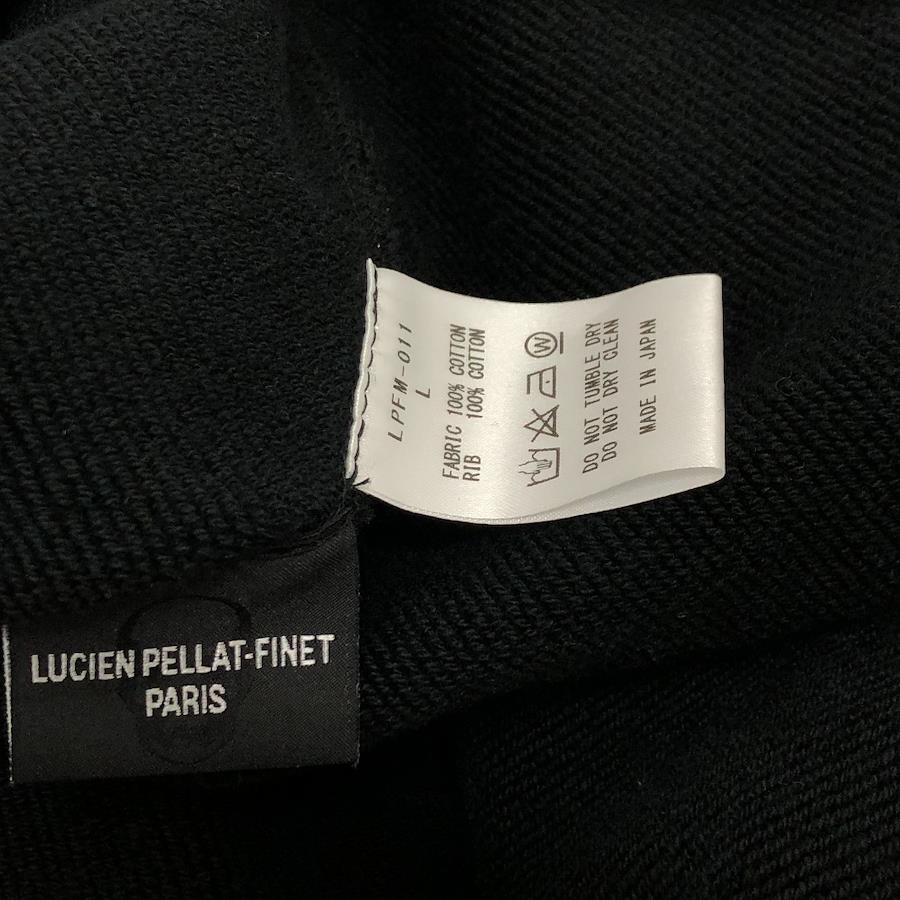 LPFM-011
L
FABRIC 100% COTTON
RIB 100% COTTON
W
DO NOT TUMBLE DRY
DO NOT DRY CLEAN
MADE IN JAPAN
LUCIEN PELLAT-FINET
PARIS